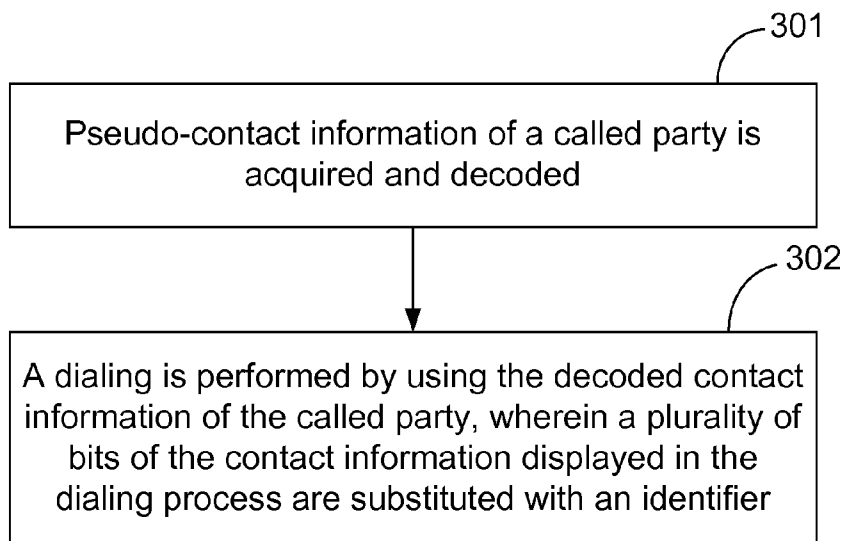 301
Pseudo-contact information of a called party is
acquired and decoded
302
A dialing is performed by using the decoded contact
information of the called party, wherein a plurality of
bits of the contact information displayed in the
dialing process are substituted with an identifier